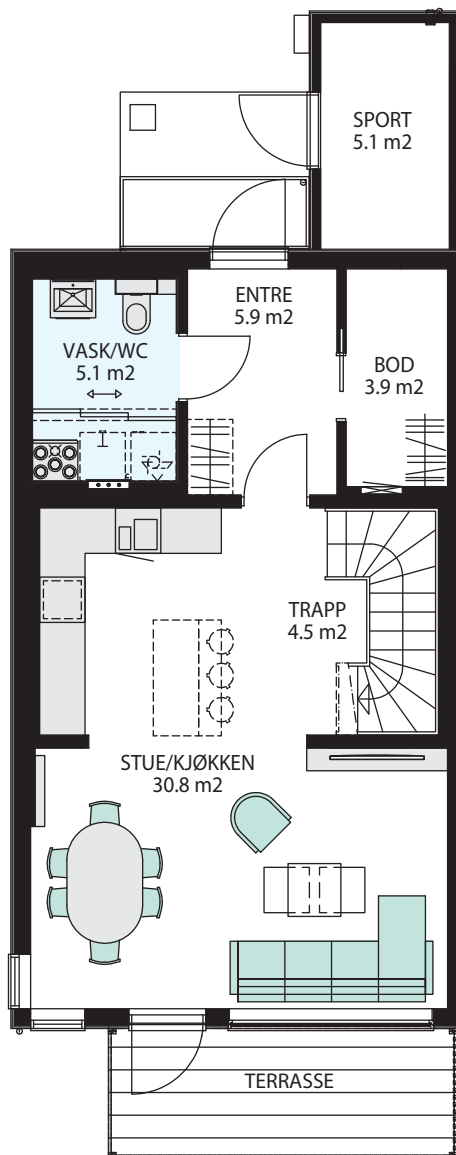 SPORT
5.1 m2
ENTRE
5.9 m2
VASK/WC
5.1 m2
BOD
3.9 m2
TRAPP
4.5 m2
STUE/KJØKKEN
30.8 m2
TERRASSE